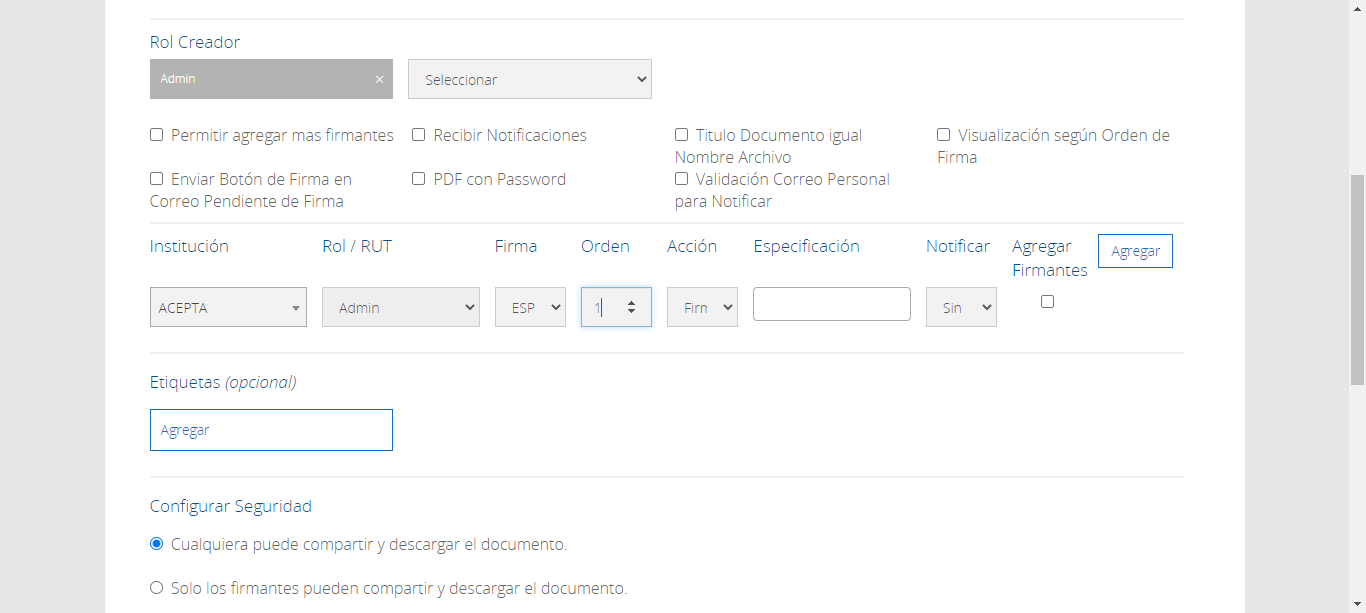 Rol Creador
Admin ×
Seleccionar
Permitir agregar mas firmantes
Recibir Notificaciones
Titulo Documento igual
Nombre Archivo
Visualización según Orden de
Firma
Enviar Botón de Firma en
Correo Pendiente de Firma
PDF con Password
Validación Correo Personal
para Notificar
Institución
Rol / RUT
Firma
Orden
Acción
Especificación
Notificar
Agregar
Firmantes
Agregar
ACEPTA
Admin
ESP
1
Firn
Sin
Etiquetas (opcional)
Agregar
Configurar Seguridad
Cualquiera puede compartir y descargar el documento.
Solo los firmantes pueden compartir y descargar el documento.